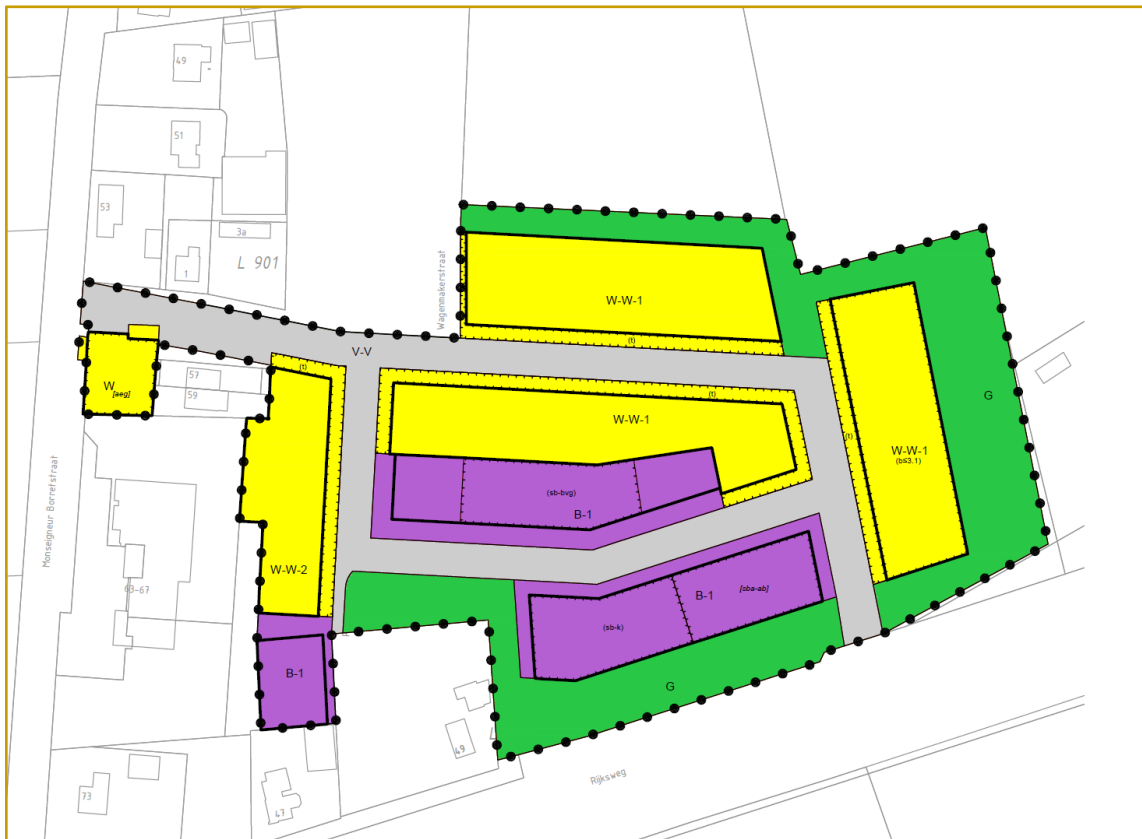 49
51
53
3a
1
L 901
Wagenmakerstraat
W-W-1
(t)
V-V
57
59
(t)
W
[aeg]
(t)
W-W-1
(t)
W-W-1
(b≤3.1)
G
(sb-bvg)
B-1
Monseigneur Borretstraat
W-W-2
63-67
B-1
[sba-ab]
(sb-k)
B-1
G
49
Rijksweg
73
47